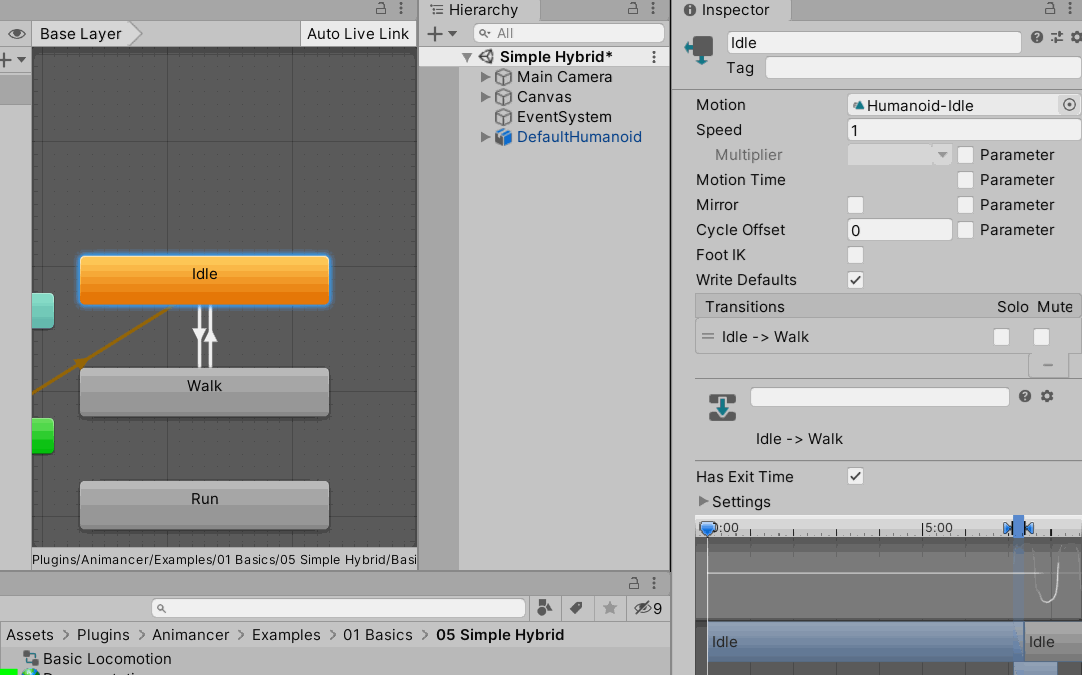 Base Layer
Auto Live Link
Idle
Walk
Run
Plugins/Animancer/Examples/01 Basics/05 Simple Hybrid/Basi
Hierarchy
All
Simple Hybrid*
Main Camera
Canvas
EventSystem
DefaultHumanoid
9
Assets > Plugins > Animancer > Examples > 01 Basics > 05 Simple Hybrid
Basic Locomotion
Inspector
Idle
Tag
Motion Humanoid-Idle
Speed 1
Multiplier Parameter
Motion Time Parameter
Mirror Parameter
Cycle Offset 0 Parameter
Foot IK
Write Defaults
Transitions Solo Mute
Idle -> Walk
Idle -> Walk
Has Exit Time
Settings
0:00 5:00
Idle Idle